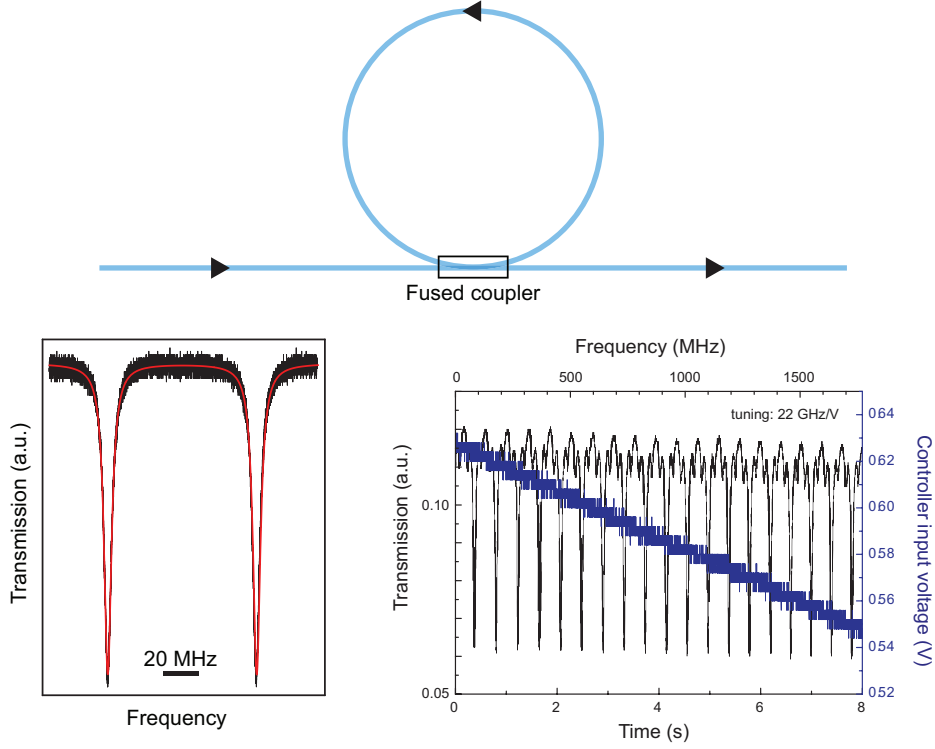 Fused coupler
Transmission (a.u.)
20 MHz
Frequency
Frequency (MHz)
0 500 1000 1500
tuning: 22 GHz/V
Transmission (a.u.)
0.10
0.05
0.64
0.62
0.60
0.58
0.56
0.54
0.52
Controller input voltage (V)
0 2 4 6 8
Time (s)